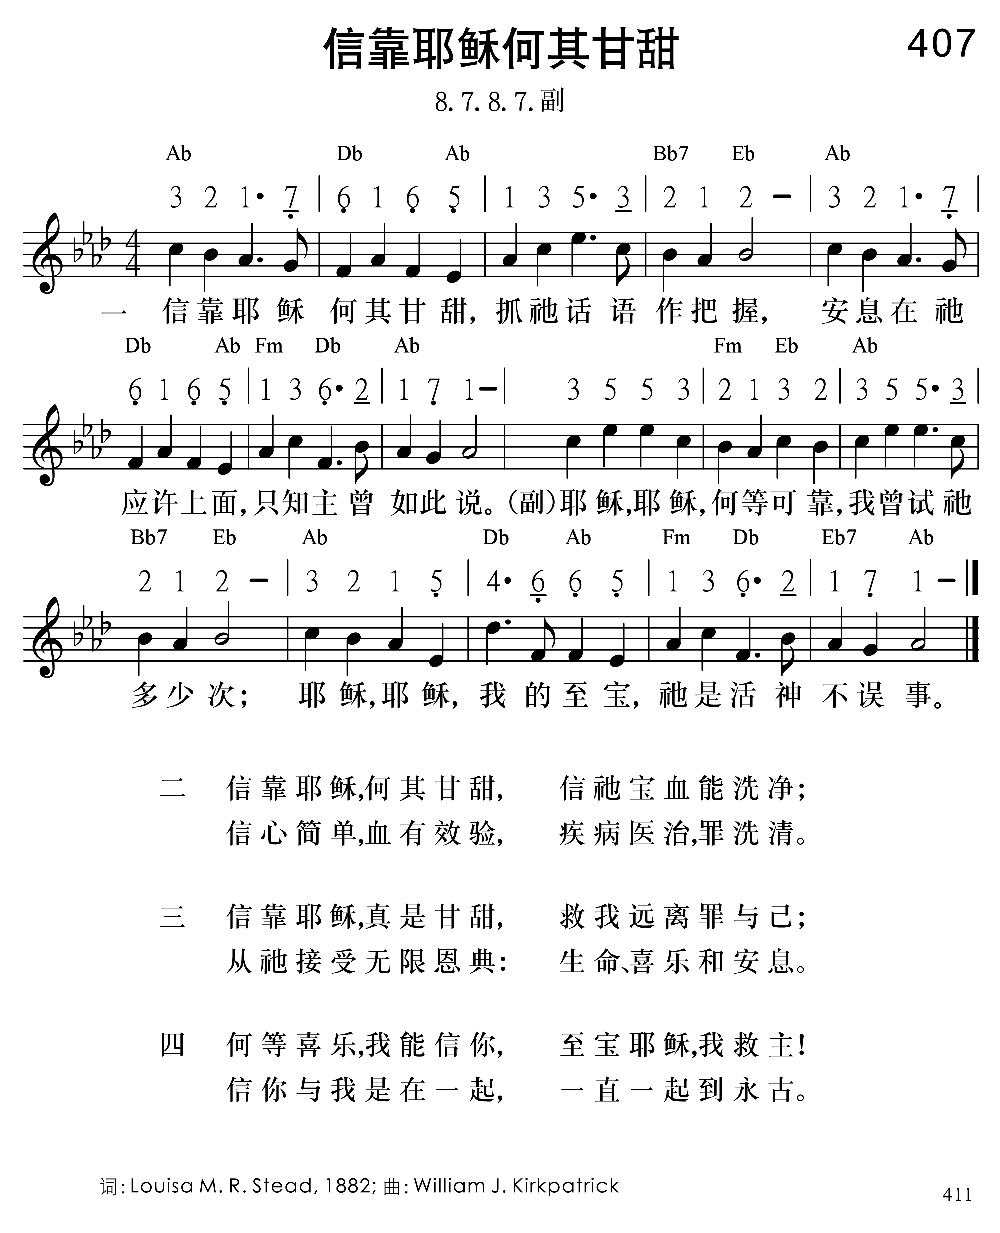 信靠耶稣何其甘甜 407
8.7.8.7.副
Ab Db Ab Bb7 Eb Ab
3 2 1· 7 | 6 1 6 5 | 1 3 5· 3 | 2 1 2 – | 3 2 1· 7 |
4
4
一 信靠耶稣 何其甘甜, 抓祂话语 作把握, 安息在祂
Db Ab Fm Db Ab Fm Eb Ab
6 1 6 5 | 1 3 6· 2 | 1 7 1 – | 3 5 5 3 | 2 1 3 2 | 3 5 5· 3 |
应许上面,只知主曾 如此说。(副)耶稣,耶稣,何等可靠,我曾试祂
Bb7 Eb Ab Db Ab Fm Db Eb7 Ab
2 1 2 – | 3 2 1 5 | 4· 6 6 5 | 1 3 6· 2 | 1 7 1 – ‖
多少次; 耶稣,耶稣, 我的至宝, 祂是活神不误事。
二 信靠耶稣,何其甘甜, 信祂宝血能洗净;
信心简单,血有效验, 疾病医治,罪洗清。
三 信靠耶稣,真是甘甜, 救我远离罪与己;
从祂接受无限恩典: 生命、喜乐和安息。
四 何等喜乐,我能信你, 至宝耶稣,我救主!
信你与我是在一起, 一直一起到永古。
词: Louisa M. R. Stead, 1882; 曲: William J. Kirkpatrick
411